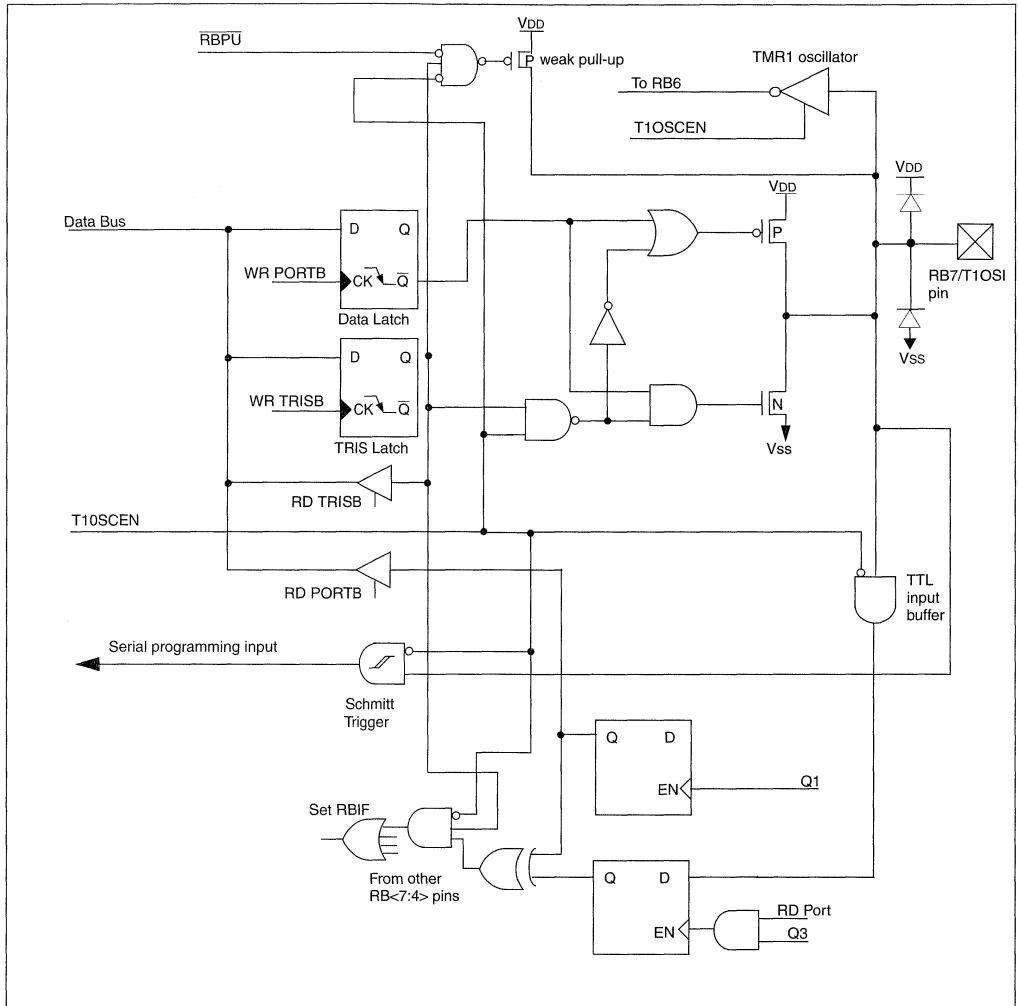 VDD
RBPU
P weak pull-up
TMR1 oscillator
To RB6
T1OSCEN
VDD
VDD
Data Bus
D Q
P
WR PORTB
CK Q
RB7/T1OSI
pin
Data Latch
D Q
VSS
WR TRISB
CK Q
N
TRIS Latch
Vss
RD TRISB
T10SCEN
TTL
input
buffer
RD PORTB
Serial programming input
Schmitt
Trigger
Q D
Q1
EN
Set RBIF
From other
RB<7:4> pins
Q D
RD Port
EN
Q3